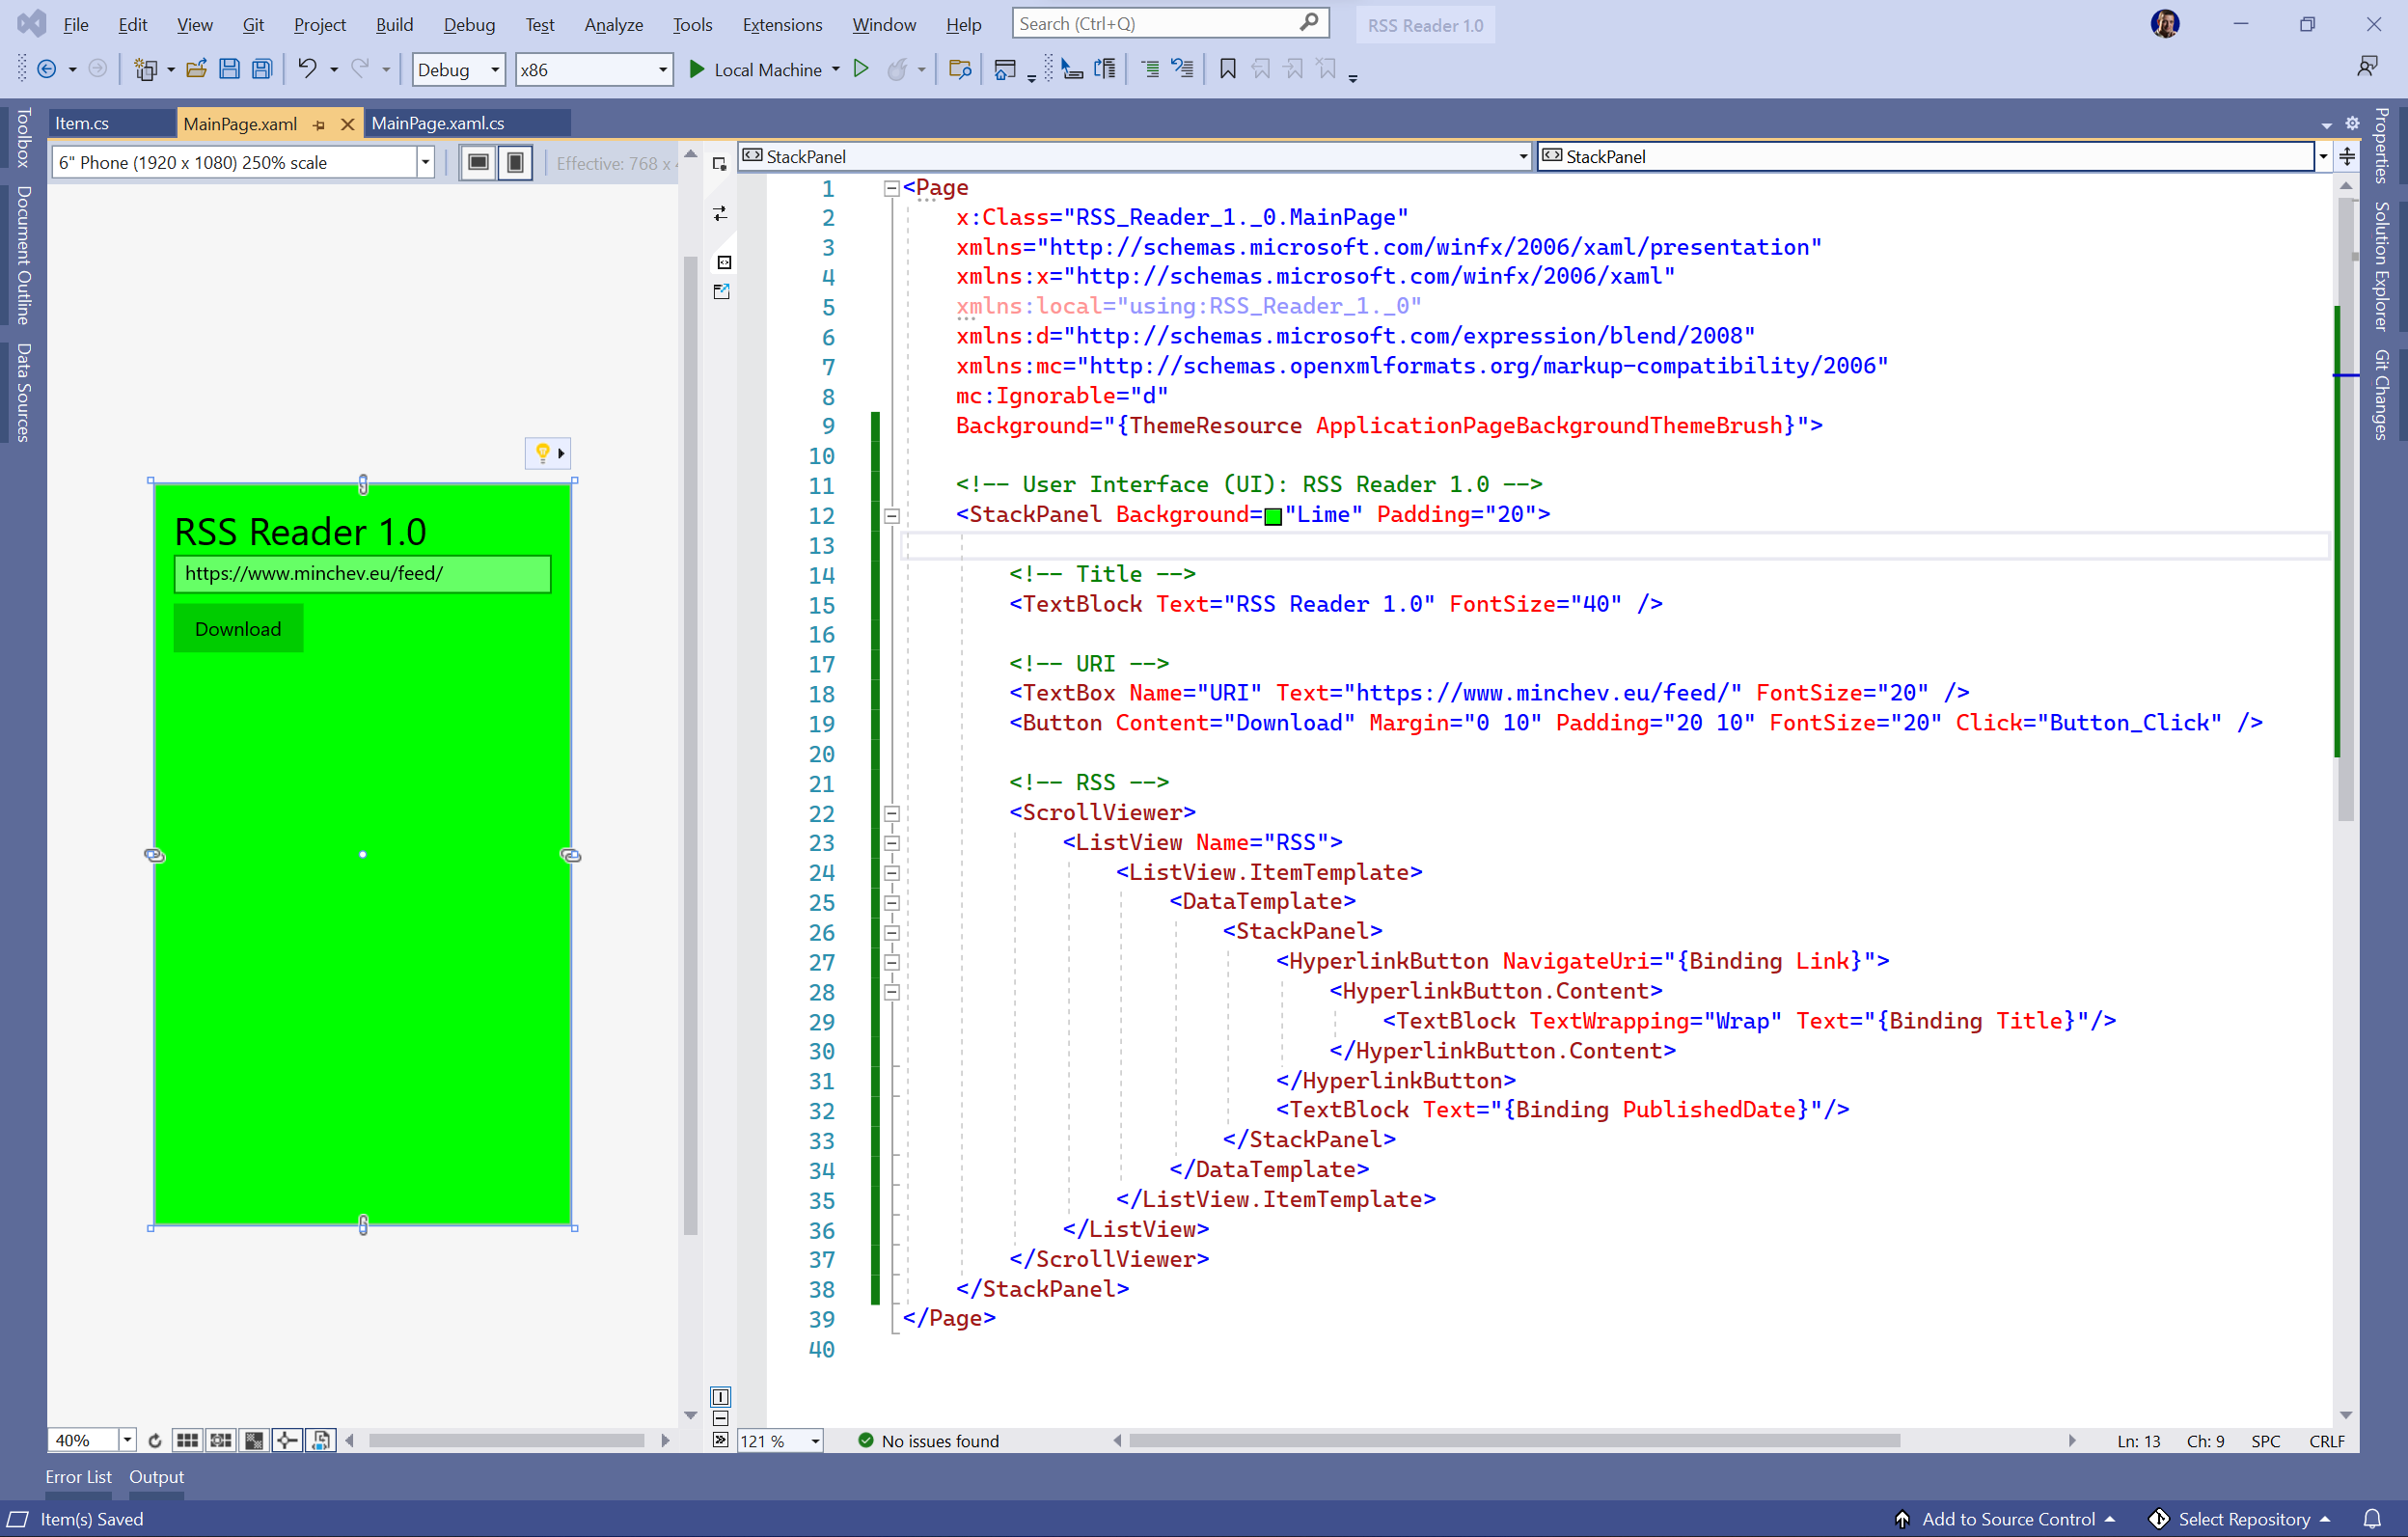 File Edit View Git Project Build Debug Test Analyze Tools Extensions Window Help Search (Ctrl+Q) RSS Reader 1.0
Debug x86 Local Machine
Toolbox
Document Outline
Data Sources
Item.cs MainPage.xaml MainPage.xaml.cs
6" Phone (1920 x 1080) 250% scale Effective: 768 x
RSS Reader 1.0
https://www.minchev.eu/feed/
Download
40%
StackPanel StackPanel
1 <Page
2 x:Class="RSS_Reader_1._0.MainPage"
3 xmlns="http://schemas.microsoft.com/winfx/2006/xaml/presentation"
4 xmlns:x="http://schemas.microsoft.com/winfx/2006/xaml"
5 xmlns:local="using:RSS_Reader_1._0"
6 xmlns:d="http://schemas.microsoft.com/expression/blend/2008"
7 xmlns:mc="http://schemas.openxmlformats.org/markup-compatibility/2006"
8 mc:Ignorable="d"
9 Background="{ThemeResource ApplicationPageBackgroundThemeBrush}">
10
11 <!-- User Interface (UI): RSS Reader 1.0 -->
12 <StackPanel Background="Lime" Padding="20">
13
14 <!-- Title -->
15 <TextBlock Text="RSS Reader 1.0" FontSize="40" />
16
17 <!-- URI -->
18 <TextBox Name="URI" Text="https://www.minchev.eu/feed/" FontSize="20" />
19 <Button Content="Download" Margin="0 10" Padding="20 10" FontSize="20" Click="Button_Click" />
20
21 <!-- RSS -->
22 <ScrollViewer>
23 <ListView Name="RSS">
24 <ListView.ItemTemplate>
25 <DataTemplate>
26 <StackPanel>
27 <HyperlinkButton NavigateUri="{Binding Link}">
28 <HyperlinkButton.Content>
29 <TextBlock TextWrapping="Wrap" Text="{Binding Title}"/>
30 </HyperlinkButton.Content>
31 </HyperlinkButton>
32 <TextBlock Text="{Binding PublishedDate}"/>
33 </StackPanel>
34 </DataTemplate>
35 </ListView.ItemTemplate>
36 </ListView>
37 </ScrollViewer>
38 </StackPanel>
39 </Page>
40
121 % No issues found Ln: 13 Ch: 9 SPC CRLF
Properties
Solution Explorer
Git Changes
Error List Output
Item(s) Saved Add to Source Control Select Repository